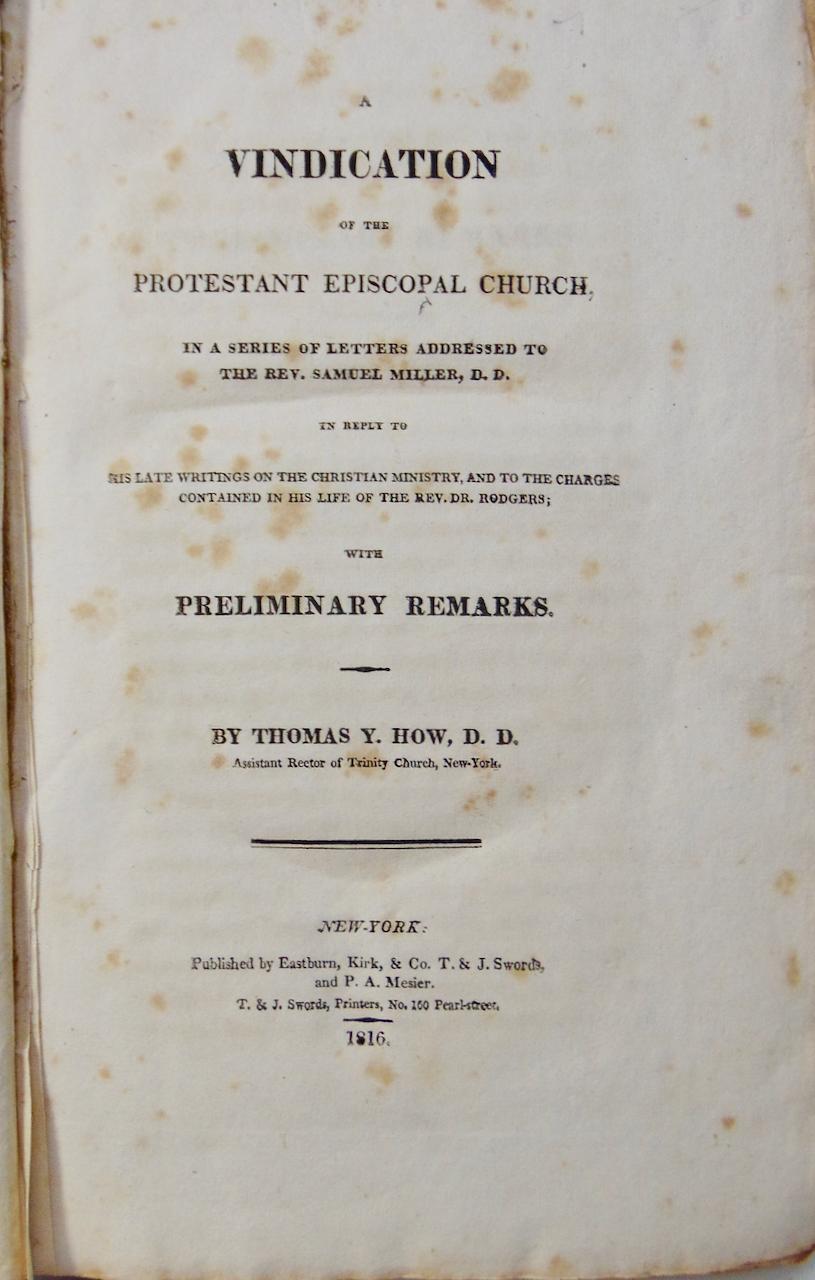 A
VINDICATION
OF THE
PROTESTANT EPISCOPAL CHURCH,
IN A SERIES OF LETTERS ADDRESSED TO
THE REV. SAMUEL MILLER, D. D.
IN REPLY TO
HIS LATE WRITINGS ON THE CHRISTIAN MINISTRY, AND TO THE CHARGES
CONTAINED IN HIS LIFE OF THE REV. DR. RODGERS;
WITH
PRELIMINARY REMARKS.
BY THOMAS Y. HOW, D. D.
Assistant Rector of Trinity Church, New-York.
NEW-YORK:
Published by Eastburn, Kirk, & Co. T. & J. Swords,
and P. A. Mesier.
T. & J. Swords, Printers, No. 160 Pearl-street.
1816.